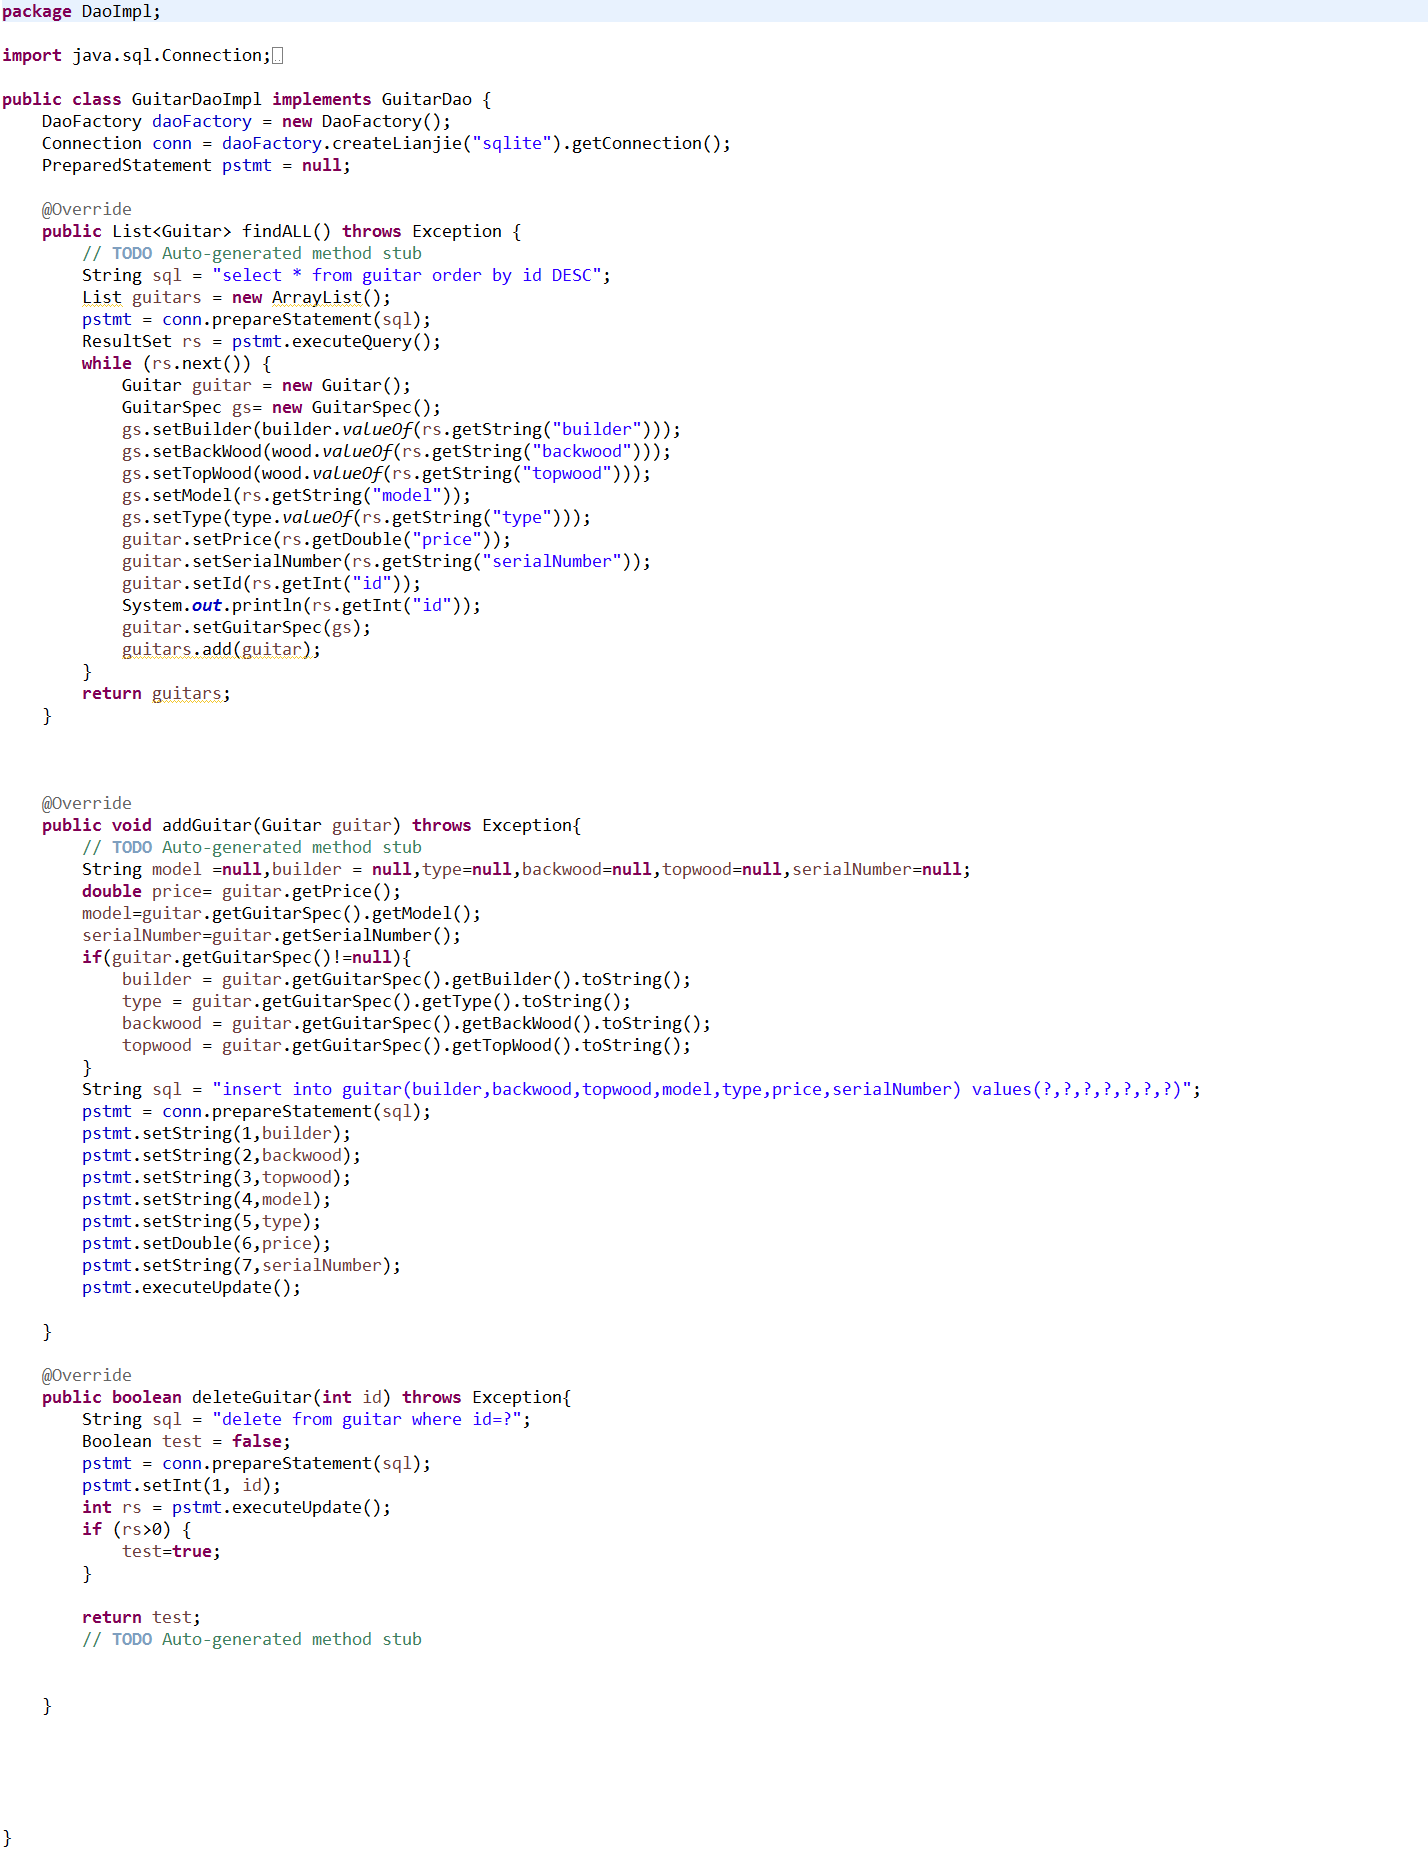 package DaoImpl;
import java.sql.Connection;
public class GuitarDaoImpl implements GuitarDao {
    DaoFactory daoFactory = new DaoFactory();
    Connection conn = daoFactory.createLianjie("sqlite").getConnection();
    PreparedStatement pstmt = null;
    @Override
    public List<Guitar> findALL() throws Exception {
        // TODO Auto-generated method stub
        String sql = "select * from guitar order by id DESC";
        List guitars = new ArrayList();
        pstmt = conn.prepareStatement(sql);
        ResultSet rs = pstmt.executeQuery();
        while (rs.next()) {
            Guitar guitar = new Guitar();
            GuitarSpec gs= new GuitarSpec();
            gs.setBuilder(builder.valueOf(rs.getString("builder")));
            gs.setBackWood(wood.valueOf(rs.getString("backwood")));
            gs.setTopWood(wood.valueOf(rs.getString("topwood")));
            gs.setModel(rs.getString("model"));
            gs.setType(type.valueOf(rs.getString("type")));
            guitar.setPrice(rs.getDouble("price"));
            guitar.setSerialNumber(rs.getString("serialNumber"));
            guitar.setId(rs.getInt("id"));
            System.out.println(rs.getInt("id"));
            guitar.setGuitarSpec(gs);
            guitars.add(guitar);
        }
        return guitars;
    }
    @Override
    public void addGuitar(Guitar guitar) throws Exception{
        // TODO Auto-generated method stub
        String model =null,builder = null,type=null,backwood=null,topwood=null,serialNumber=null;
        double price= guitar.getPrice();
        model=guitar.getGuitarSpec().getModel();
        serialNumber=guitar.getSerialNumber();
        if(guitar.getGuitarSpec()!=null){
            builder = guitar.getGuitarSpec().getBuilder().toString();
            type = guitar.getGuitarSpec().getType().toString();
            backwood = guitar.getGuitarSpec().getBackWood().toString();
            topwood = guitar.getGuitarSpec().getTopWood().toString();
        }
        String sql = "insert into guitar(builder,backwood,topwood,model,type,price,serialNumber) values(?,?,?,?,?,?,?)";
        pstmt = conn.prepareStatement(sql);
        pstmt.setString(1,builder);
        pstmt.setString(2,backwood);
        pstmt.setString(3,topwood);
        pstmt.setString(4,model);
        pstmt.setString(5,type);
        pstmt.setDouble(6,price);
        pstmt.setString(7,serialNumber);
        pstmt.executeUpdate();
    }
    @Override
    public boolean deleteGuitar(int id) throws Exception{
        String sql = "delete from guitar where id=?";
        Boolean test = false;
        pstmt = conn.prepareStatement(sql);
        pstmt.setInt(1, id);
        int rs = pstmt.executeUpdate();
        if (rs>0) {
            test=true;
        }
        return test;
        // TODO Auto-generated method stub
    }
}